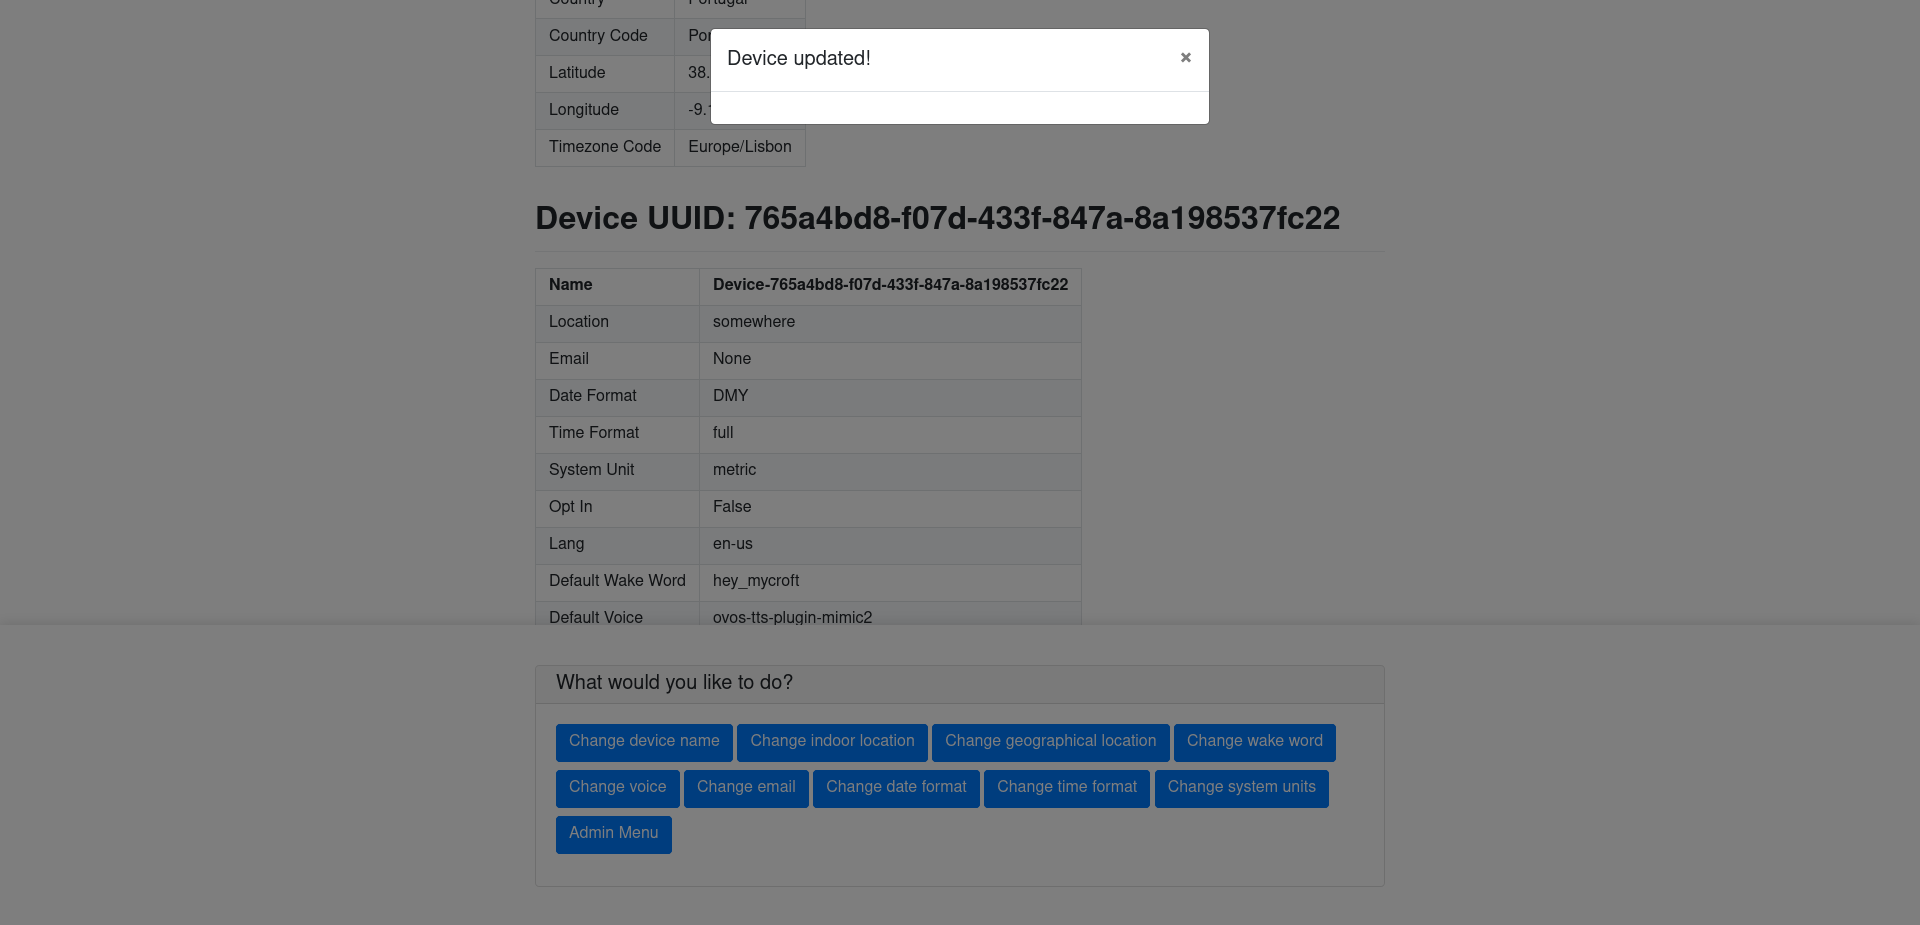 Country Portugal
Device updated! ×
Country Code
Latitude 38.
Longitude -9.
Timezone Code Europe/Lisbon
Device UUID: 765a4bd8-f07d-433f-847a-8a198537fc22
Name Device-765a4bd8-f07d-433f-847a-8a198537fc22
Location somewhere
Email None
Date Format DMY
Time Format full
System Unit metric
Opt In False
Lang en-us
Default Wake Word hey_mycroft
Default Voice ovos-tts-plugin-mimic2
What would you like to do?
Change device name Change indoor location Change geographical location Change wake word
Change voice Change email Change date format Change time format Change system units
Admin Menu